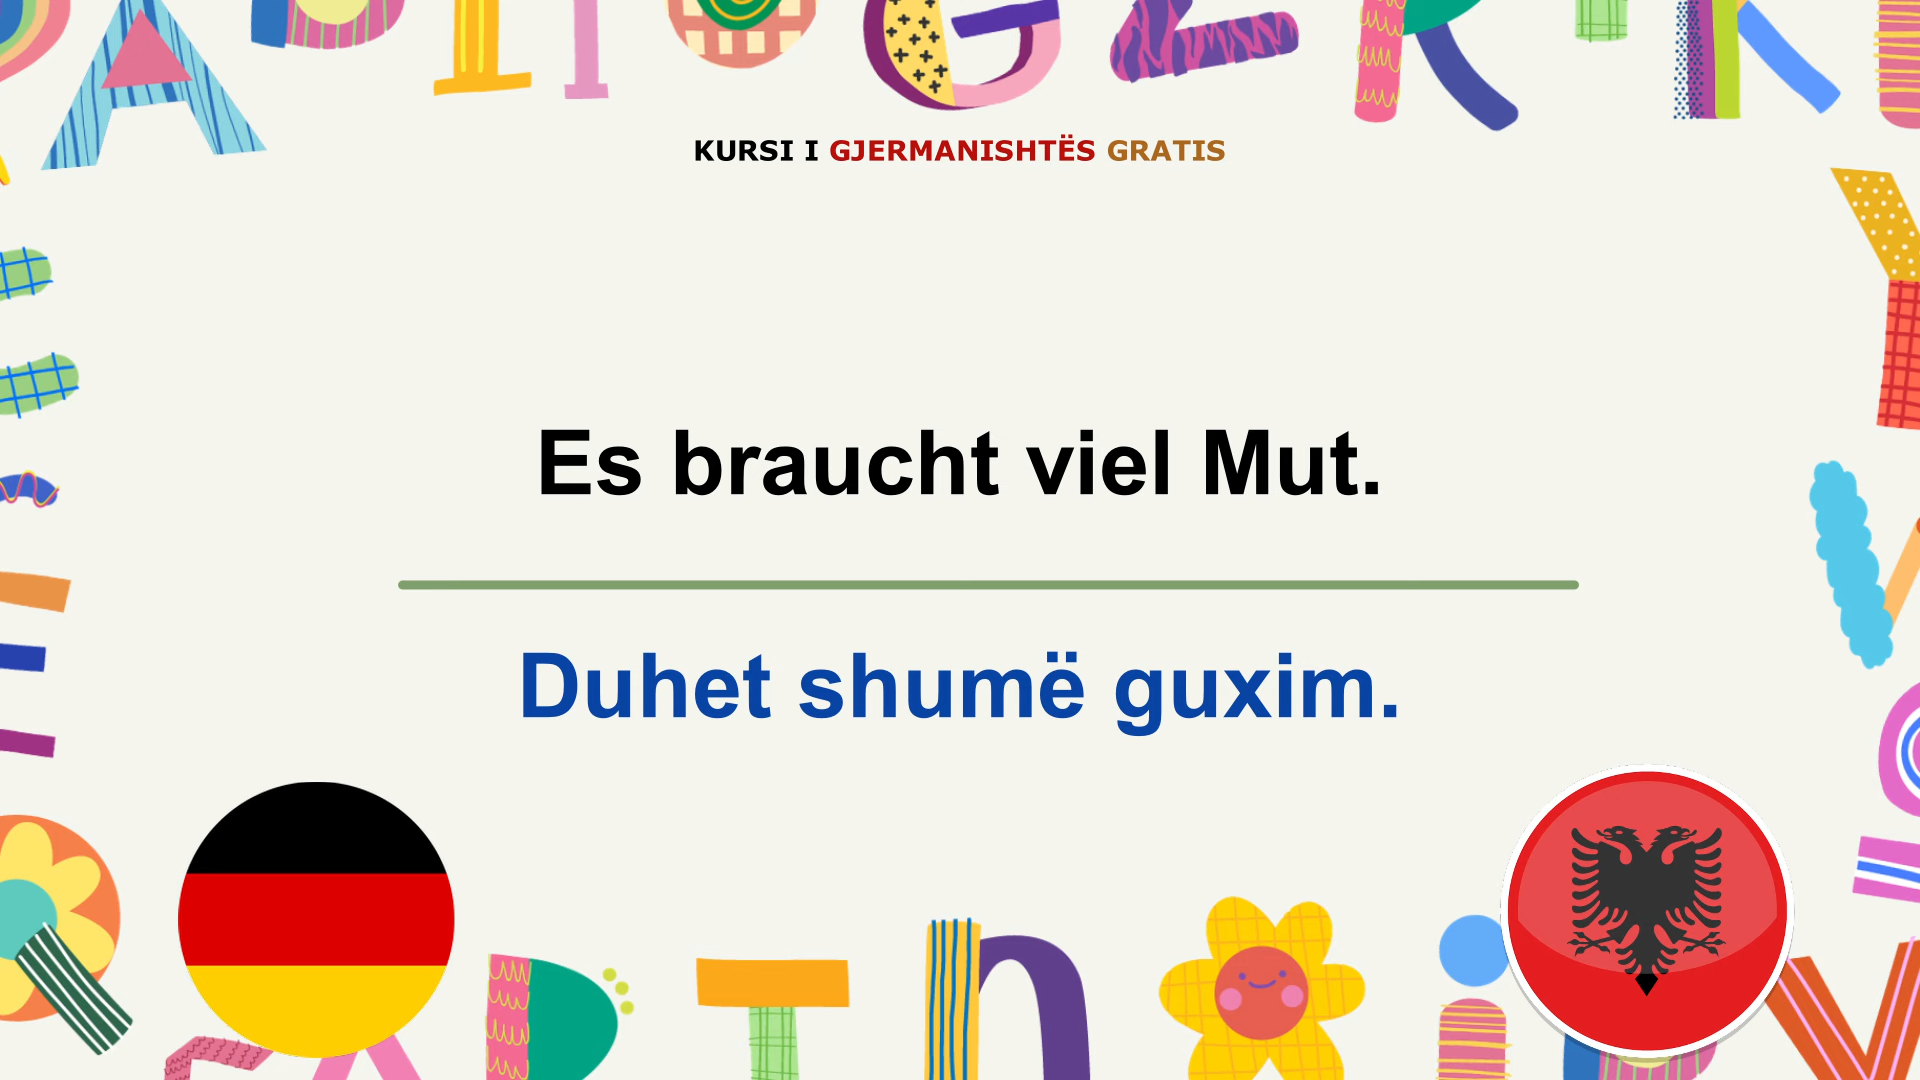 KURSI I GJERMANISHTËS GRATIS
Es braucht viel Mut.
Duhet shumë guxim.